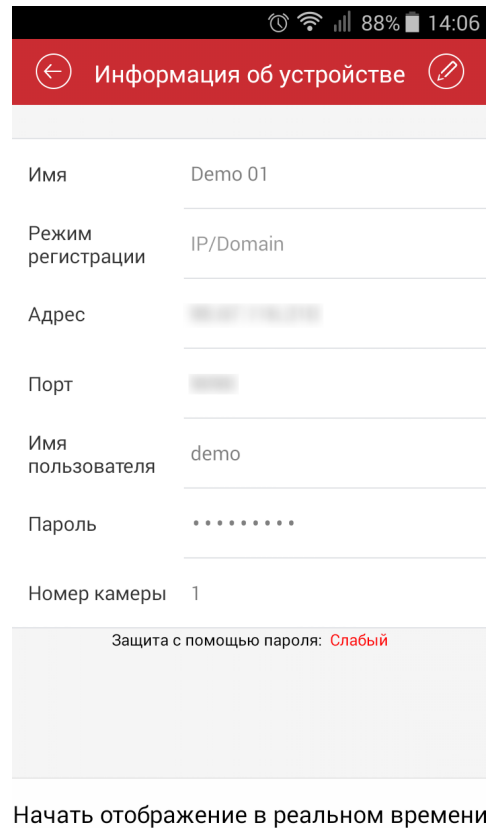 88% 14:06
Информация об устройстве
Имя Demo 01
Режим
регистрации IP/Domain
Адрес
Порт
Имя
пользователя demo
Пароль •••••••••
Номер камеры 1
Защита с помощью пароля: Слабый
Начать отображение в реальном времени